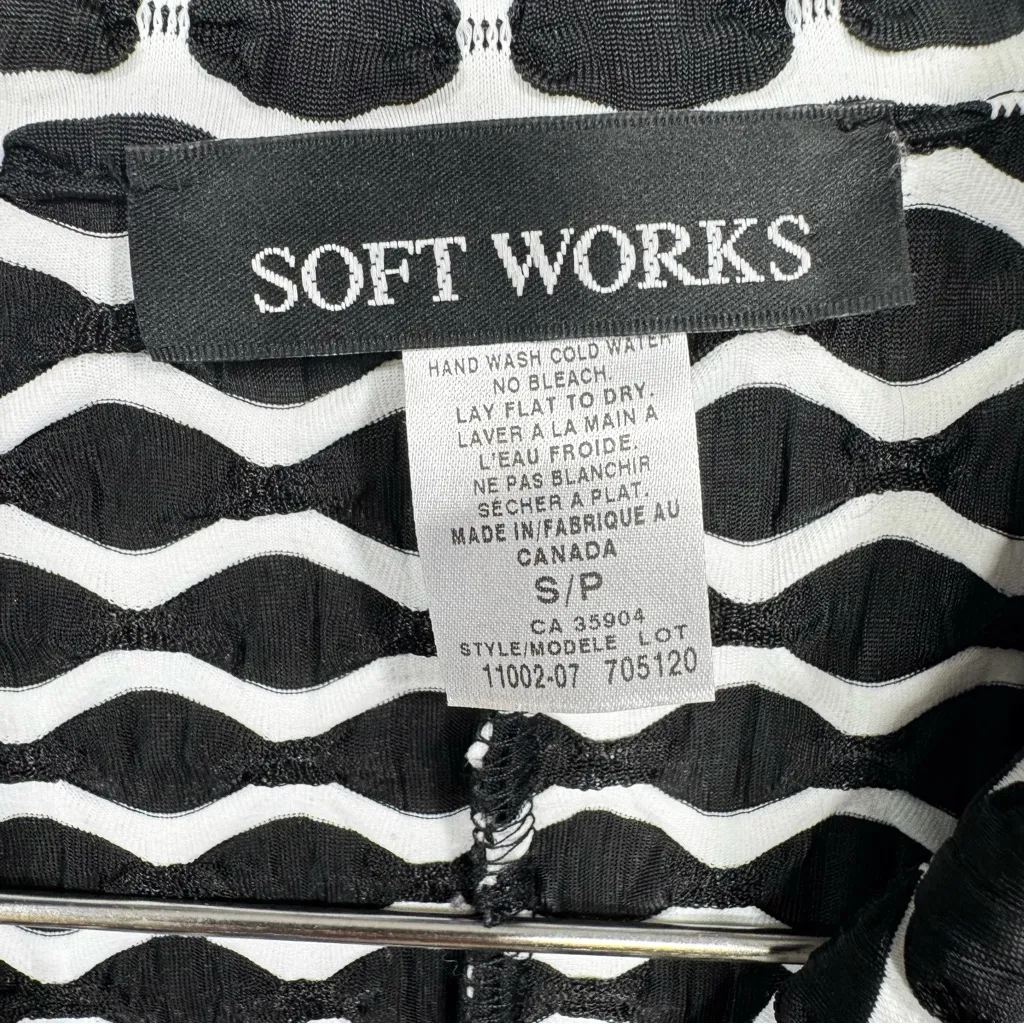 SOFT WORKS
HAND WASH COLD WATER
NO BLEACH.
LAY FLAT TO DRY.
LAVER A LA MAIN A
L'EAU FROIDE.
NE PAS BLANCHIR
SÉCHER A PLAT.
MADE IN/FABRIQUE AU
CANADA
S/P
CA 35904
STYLE/MODELE LOT
11002-07 705120